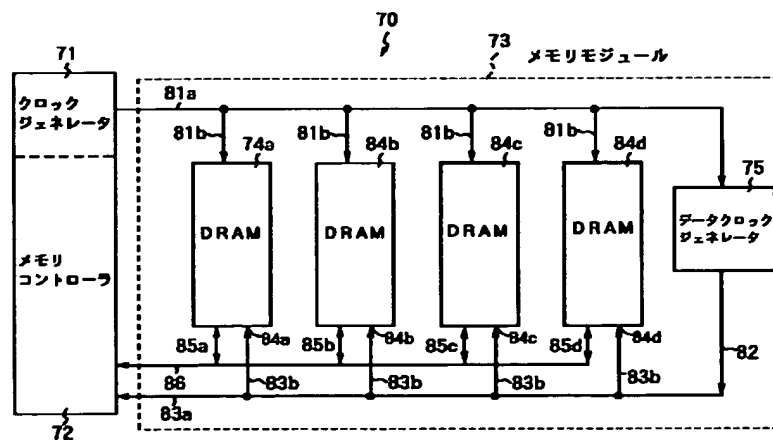 70
71
73
メモリモジュール
クロック
ジェネレータ
81a
81b
81b
81b
81b
74a
84b
84c
84d
75
DRAM
DRAM
DRAM
DRAM
データクロック
ジェネレータ
メモリ
コントローラ
85a
84a
85b
84b
85c
84c
85d
84d
82
86
83b
83b
83b
83b
83a
72